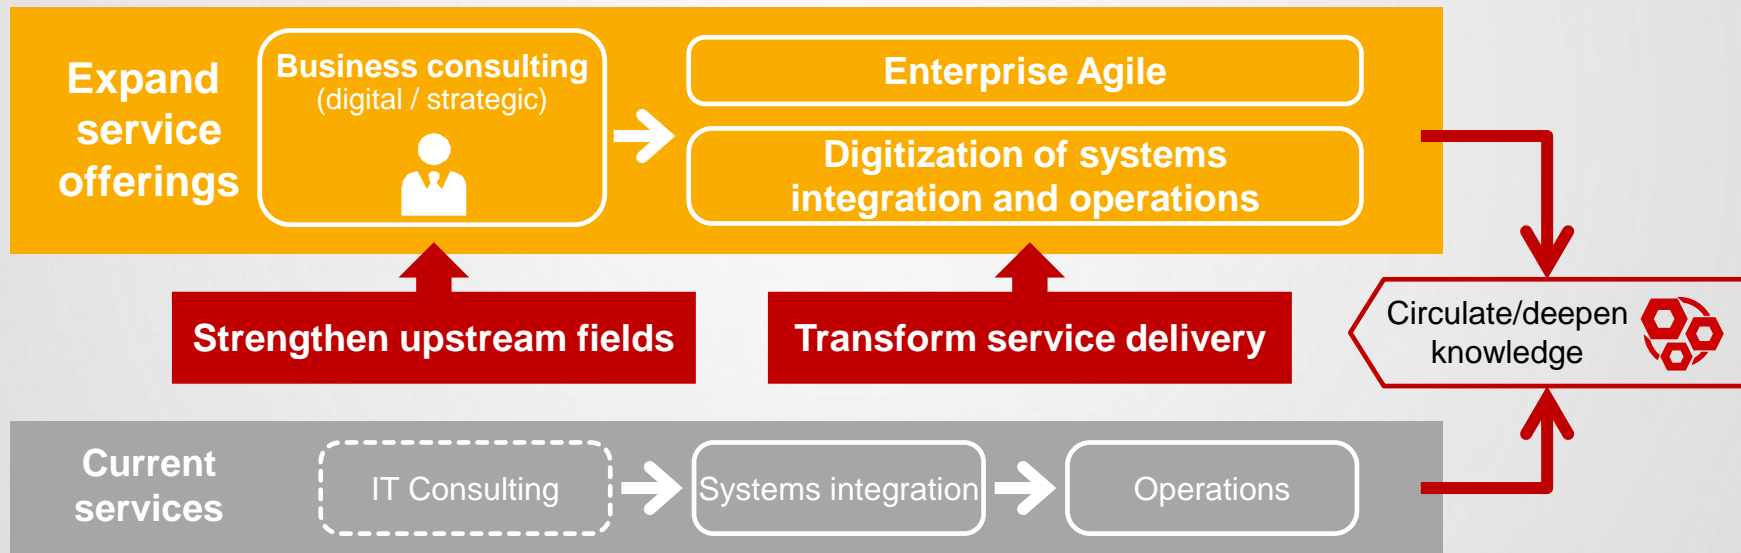 Expand
service
offerings
Business consulting
(digital / strategic)
Enterprise Agile
Digitization of systems
integration and operations
Strengthen upstream fields
Transform service delivery
Circulate/deepen
knowledge
Current
services
IT Consulting
Systems integration
Operations